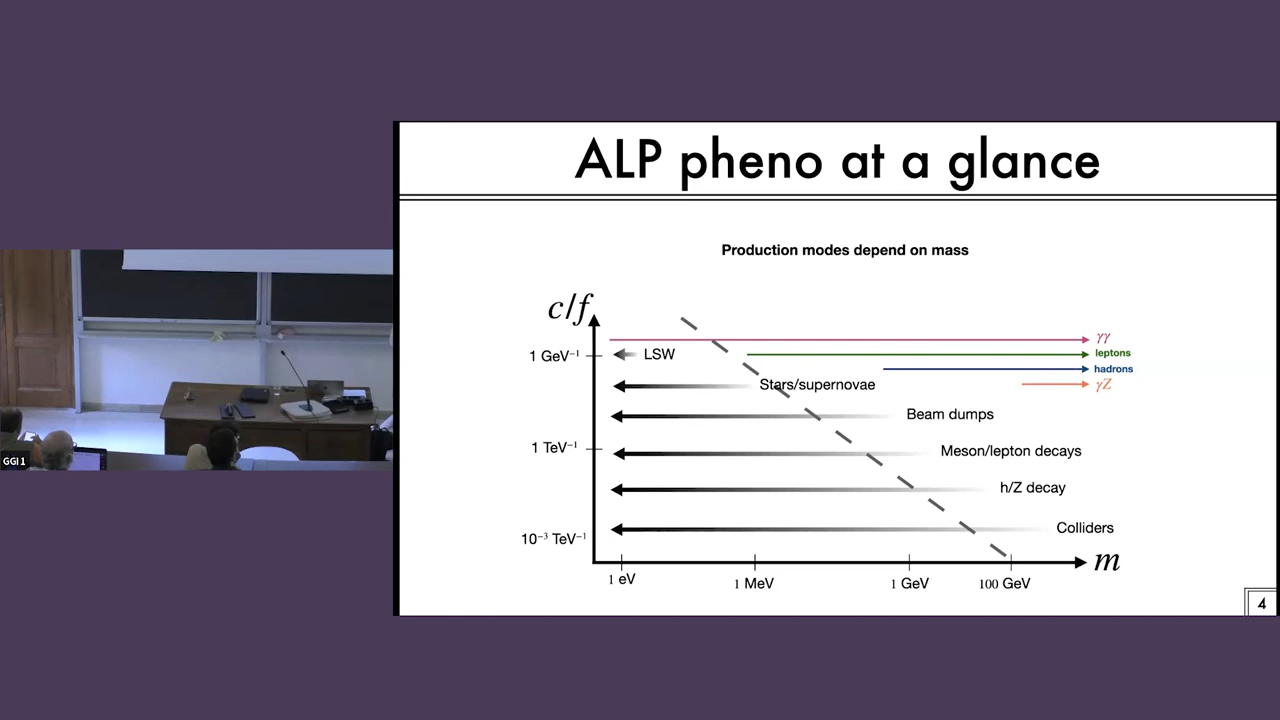 ALP pheno at a glance
Production modes depend on mass
c/f
γγ
1 GeV⁻¹
LSW
leptons
hadrons
Stars/supernovae
γZ
Beam dumps
1 TeV⁻¹
Meson/lepton decays
h/Z decay
10⁻³ TeV⁻¹
Colliders
m
1 eV
1 MeV
1 GeV
100 GeV
4
GGI 1